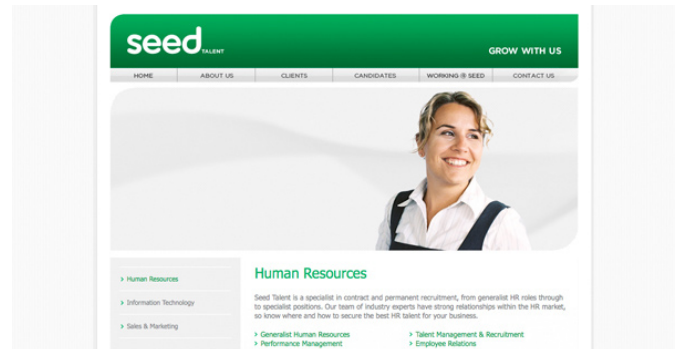 seed TALENT
GROW WITH US
HOME ABOUT US CLIENTS CANDIDATES WORKING @ SEED CONTACT US
> Human Resources
> Information Technology
> Sales & Marketing
Human Resources
Seed Talent is a specialist in contract and permanent recruitment, from generalist HR roles through
to specialist positions. Our team of industry experts have strong relationships within the HR market,
so know where and how to secure the best HR talent for your business.
> Generalist Human Resources > Talent Management & Recruitment
> Performance Management > Employee Relations